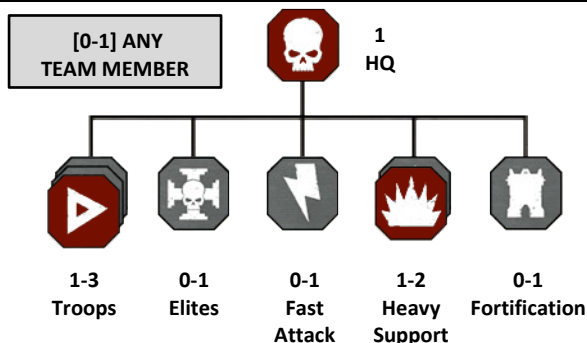 [0-1] ANY
TEAM MEMBER
1
HQ
1-3
Troops
0-1
Elites
0-1
Fast
Attack
1-2
Heavy
Support
0-1
Fortification